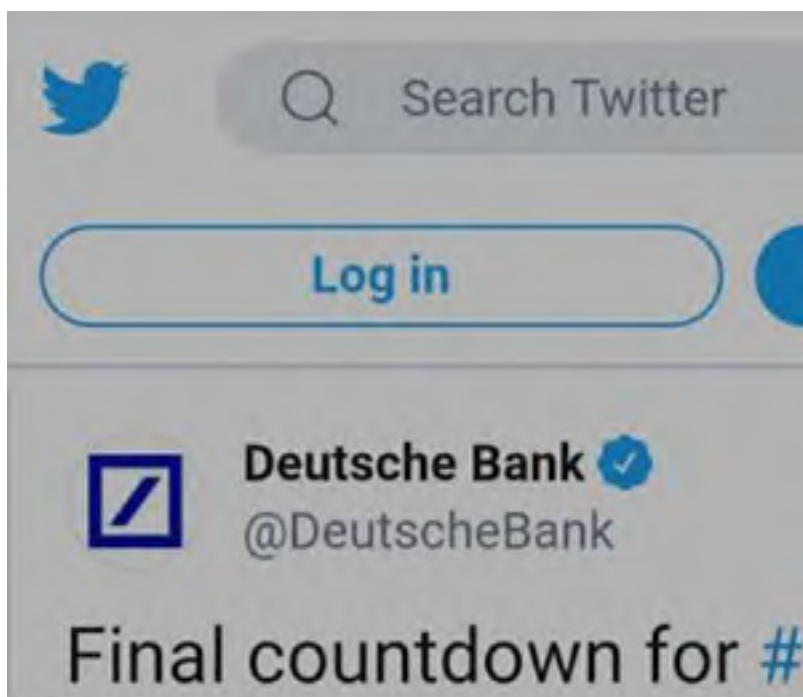 Search Twitter
Log in
Deutsche Bank
@DeutscheBank
Final countdown for #